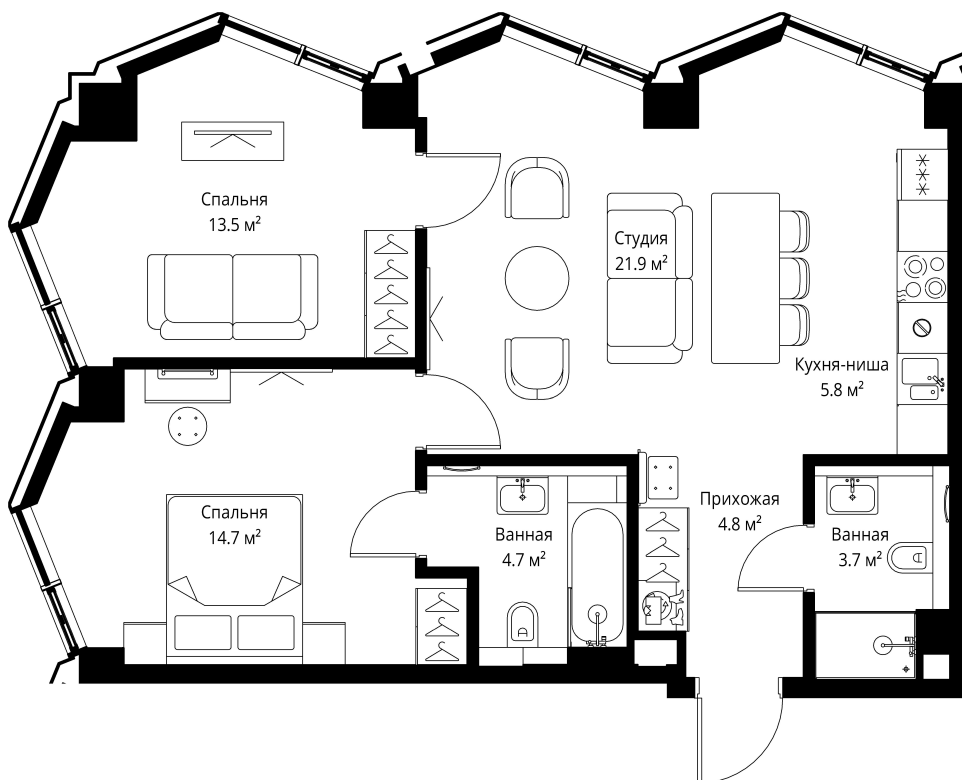 Спальня
13.5 м²
Студия
21.9 м²
Кухня-ниша
5.8 м²
Спальня
14.7 м²
Ванная
4.7 м²
Прихожая
4.8 м²
Ванная
3.7 м²